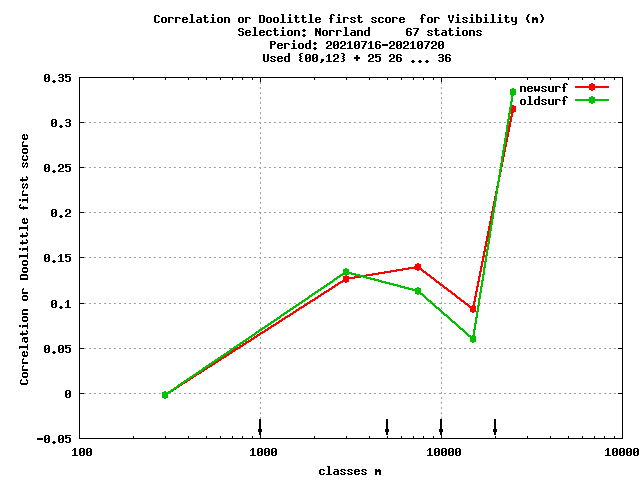 Correlation or Doolittle first score  for Visibility (m)
Selection: Norrland     67 stations
Period: 20210716-20210720
Used {00,12} + 25 26 ... 36
Correlation or Doolittle first score
0.35
0.3
0.25
0.2
0.15
0.1
0.05
0
-0.05
newsurf
oldsurf
100 1000 10000 10000
classes m